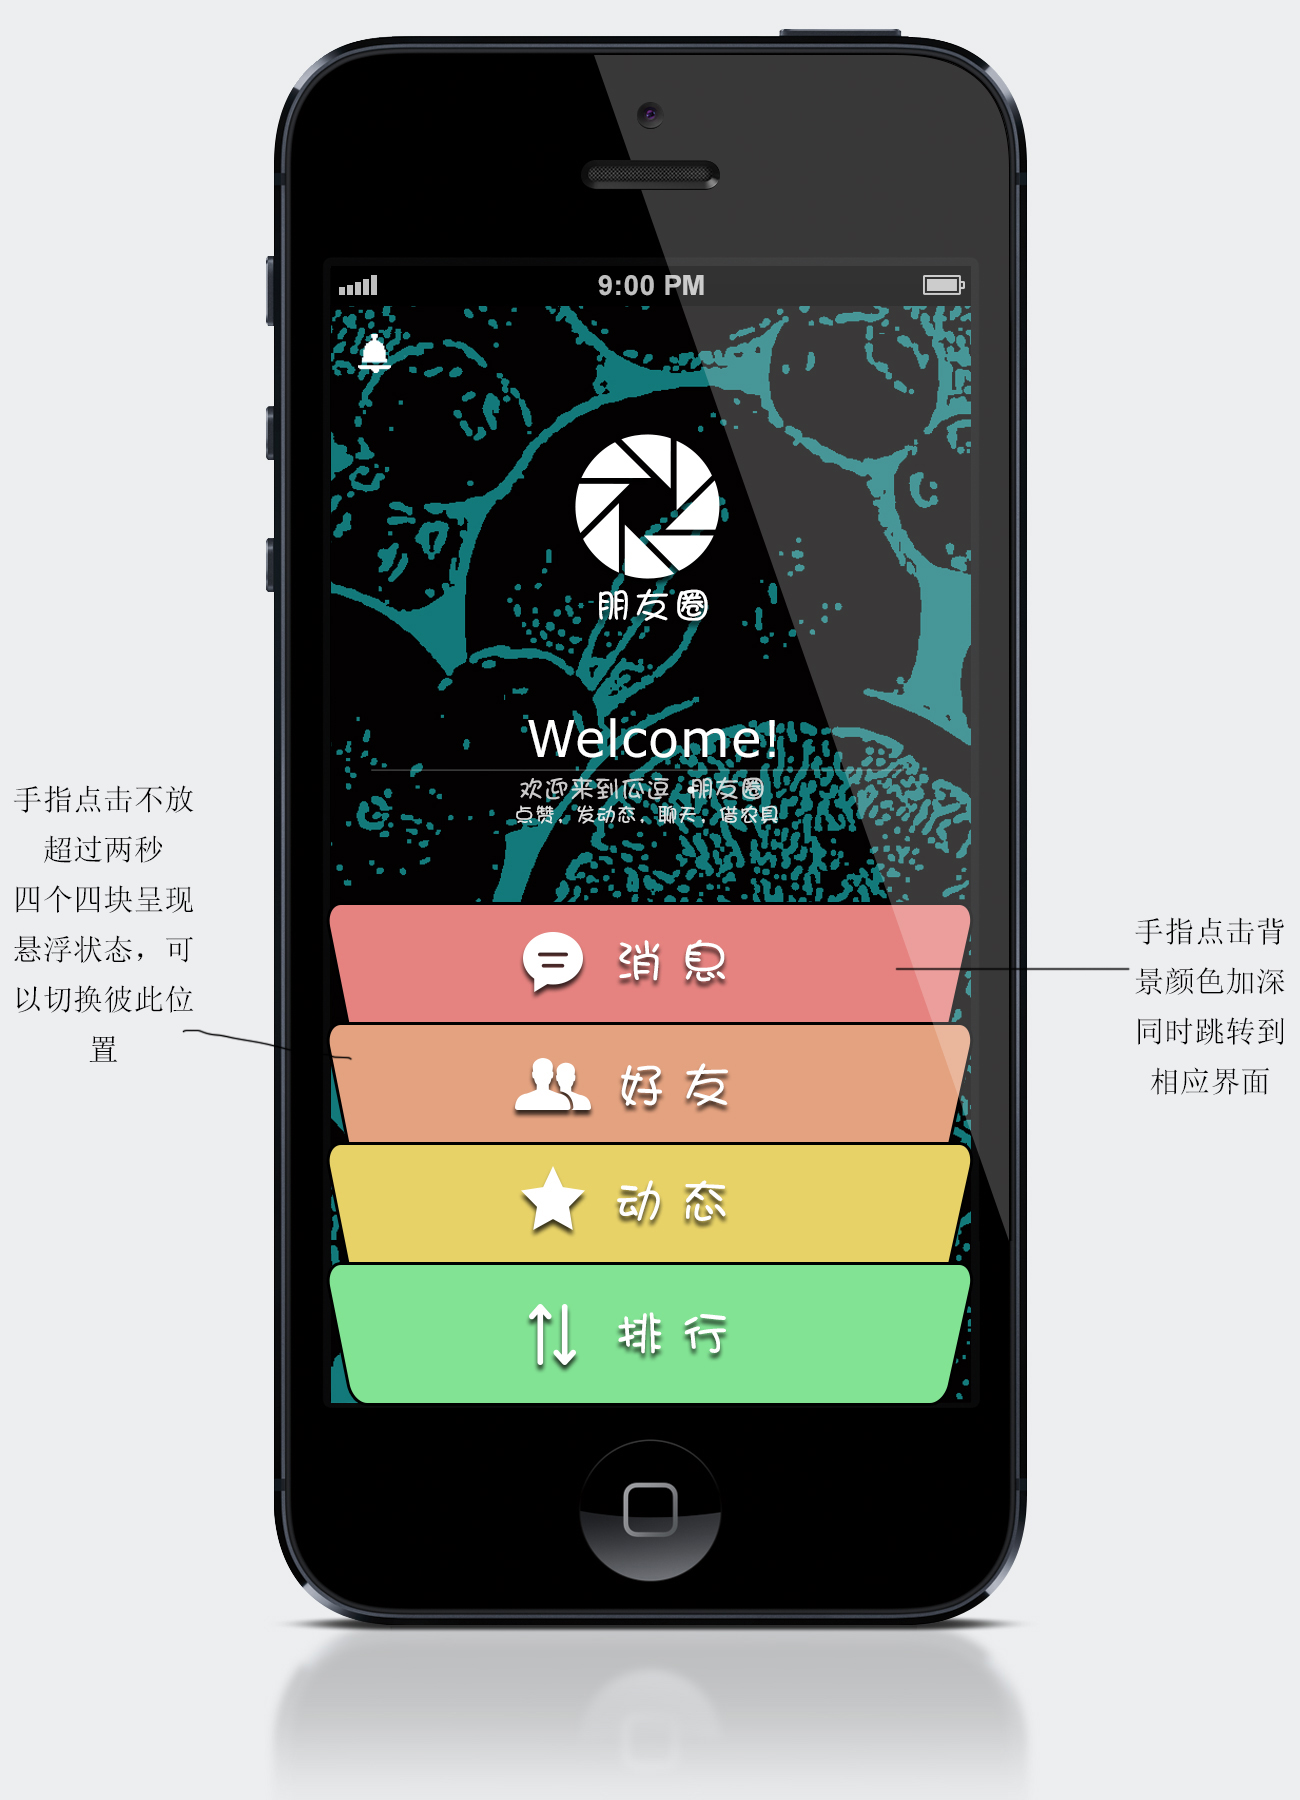 9:00 PM
朋友圈
Welcome!
欢迎来到瓜逗 •朋友圈
点赞，发动态，聊天，借农具
消息
好友
动态
排行
手指点击不放
超过两秒
四个四块呈现
悬浮状态，可
以切换彼此位
置
手指点击背
景颜色加深
同时跳转到
相应界面